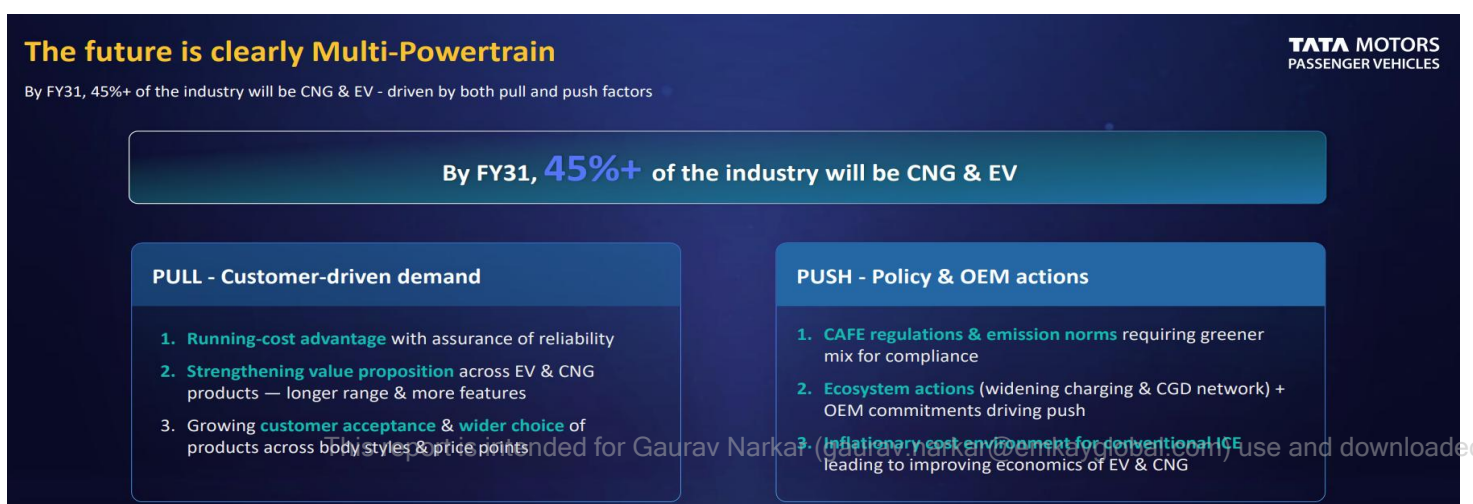 The future is clearly Multi-Powertrain
TATA MOTORS
PASSENGER VEHICLES
By FY31, 45%+ of the industry will be CNG & EV - driven by both pull and push factors
By FY31, 45%+ of the industry will be CNG & EV
PULL - Customer-driven demand
1. Running-cost advantage with assurance of reliability
2. Strengthening value proposition across EV & CNG
products — longer range & more features
3. Growing customer acceptance & wider choice of
products across body styles & price points
PUSH - Policy & OEM actions
1. CAFE regulations & emission norms requiring greener
mix for compliance
2. Ecosystem actions (widening charging & CGD network) +
OEM commitments driving push
3. Inflationary cost environment for conventional ICE
leading to improving economics of EV & CNG
This report is intended for Gaurav Narkar (gaurav.narkar@emkayglobal.com) use and downloaded